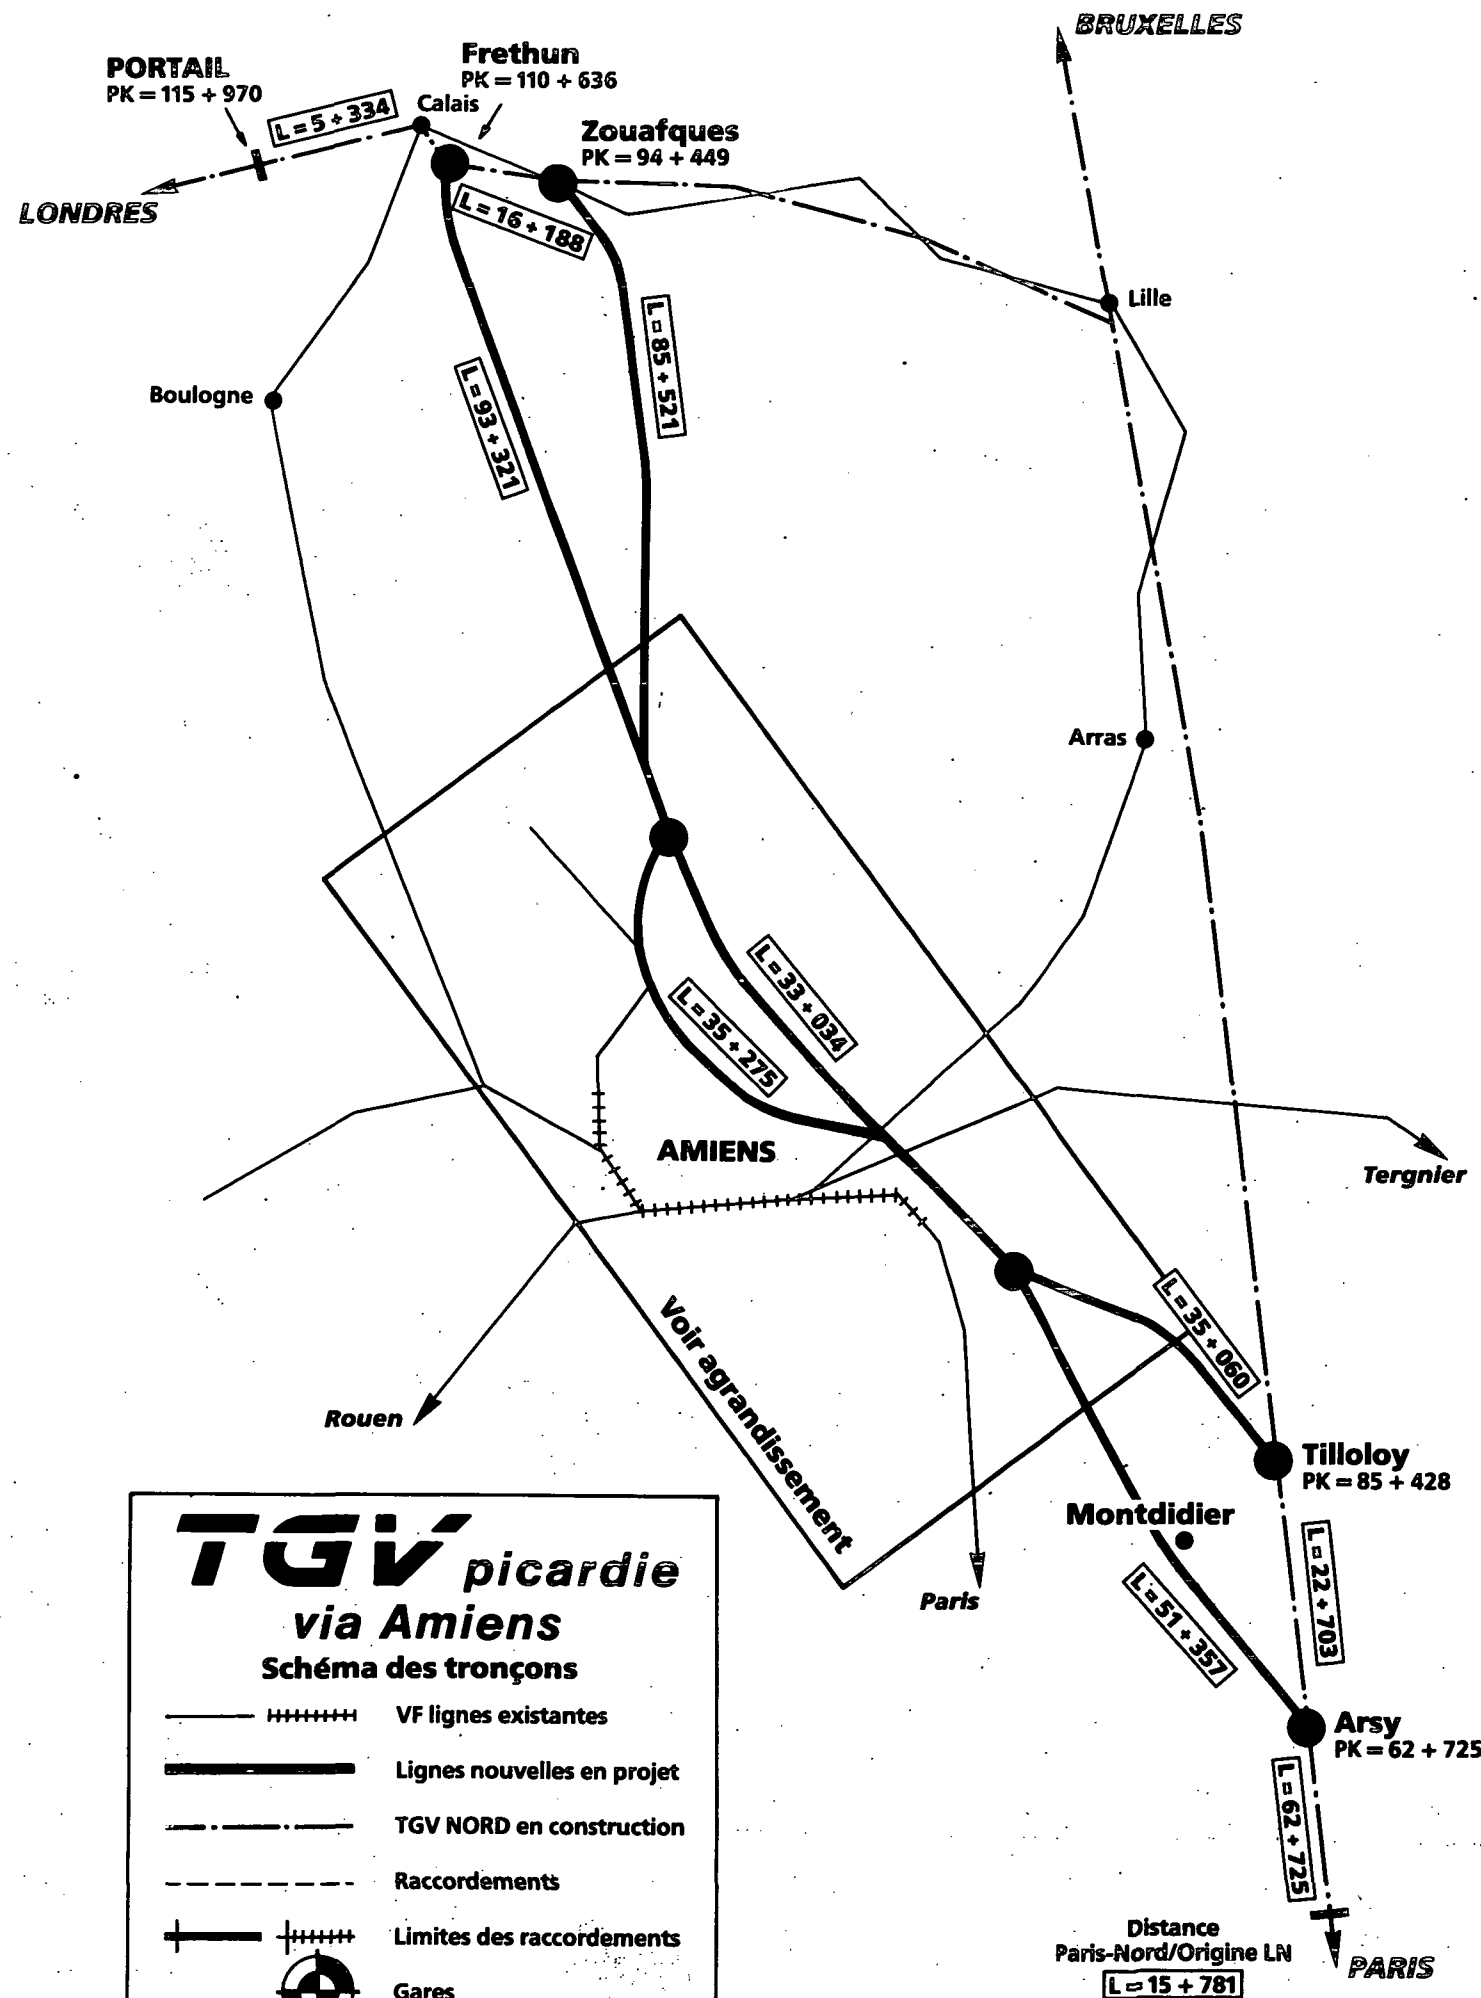 BRUXELLES
PORTAIL
PK = 115 + 970
Frethun
PK = 110 + 636
L = 5 + 334
Calais
Zouafques
PK = 94 + 449
LONDRES
L = 16 + 188
Lille
L = 85 + 521
L = 93 + 321
Boulogne
Arras
L = 33 + 034
L = 35 + 275
AMIENS
Tergnier
L = 35 + 060
Voir agrandissement
Rouen
Tilloloy
PK = 85 + 428
Montdidier
L = 22 + 703
L = 51 + 357
Paris
Arsy
PK = 62 + 725
L = 62 + 725
Distance
Paris-Nord/Origine LN
L = 15 + 781
PARIS
TGV picardie
via Amiens
Schéma des tronçons
VF lignes existantes
Lignes nouvelles en projet
TGV NORD en construction
Raccordements
Limites des raccordements
Gares